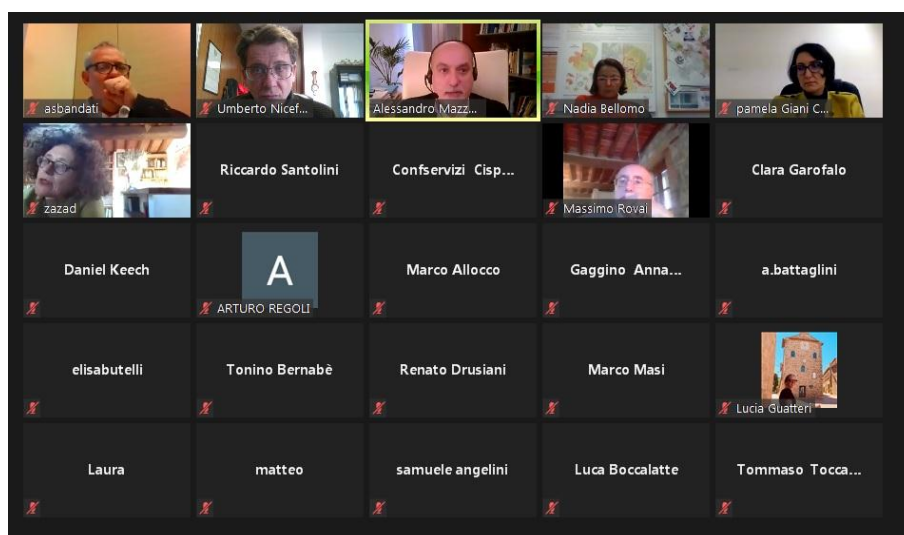 asbandati
Umberto Nicef...
Alessandro Mazz...
Nadia Bellomo
pamela Giani C...
zazad
Riccardo Santolini
Confservizi Cisp...
Massimo Rovai
Clara Garofalo
Daniel Keech
A
ARTURO REGOLI
Marco Allocco
Gaggino Anna...
a.battaglini
elisabutelli
Tonino Bernabè
Renato Drusiani
Marco Masi
Lucia Guatteri
Laura
matteo
samuele angelini
Luca Boccalatte
Tommaso Tocca...